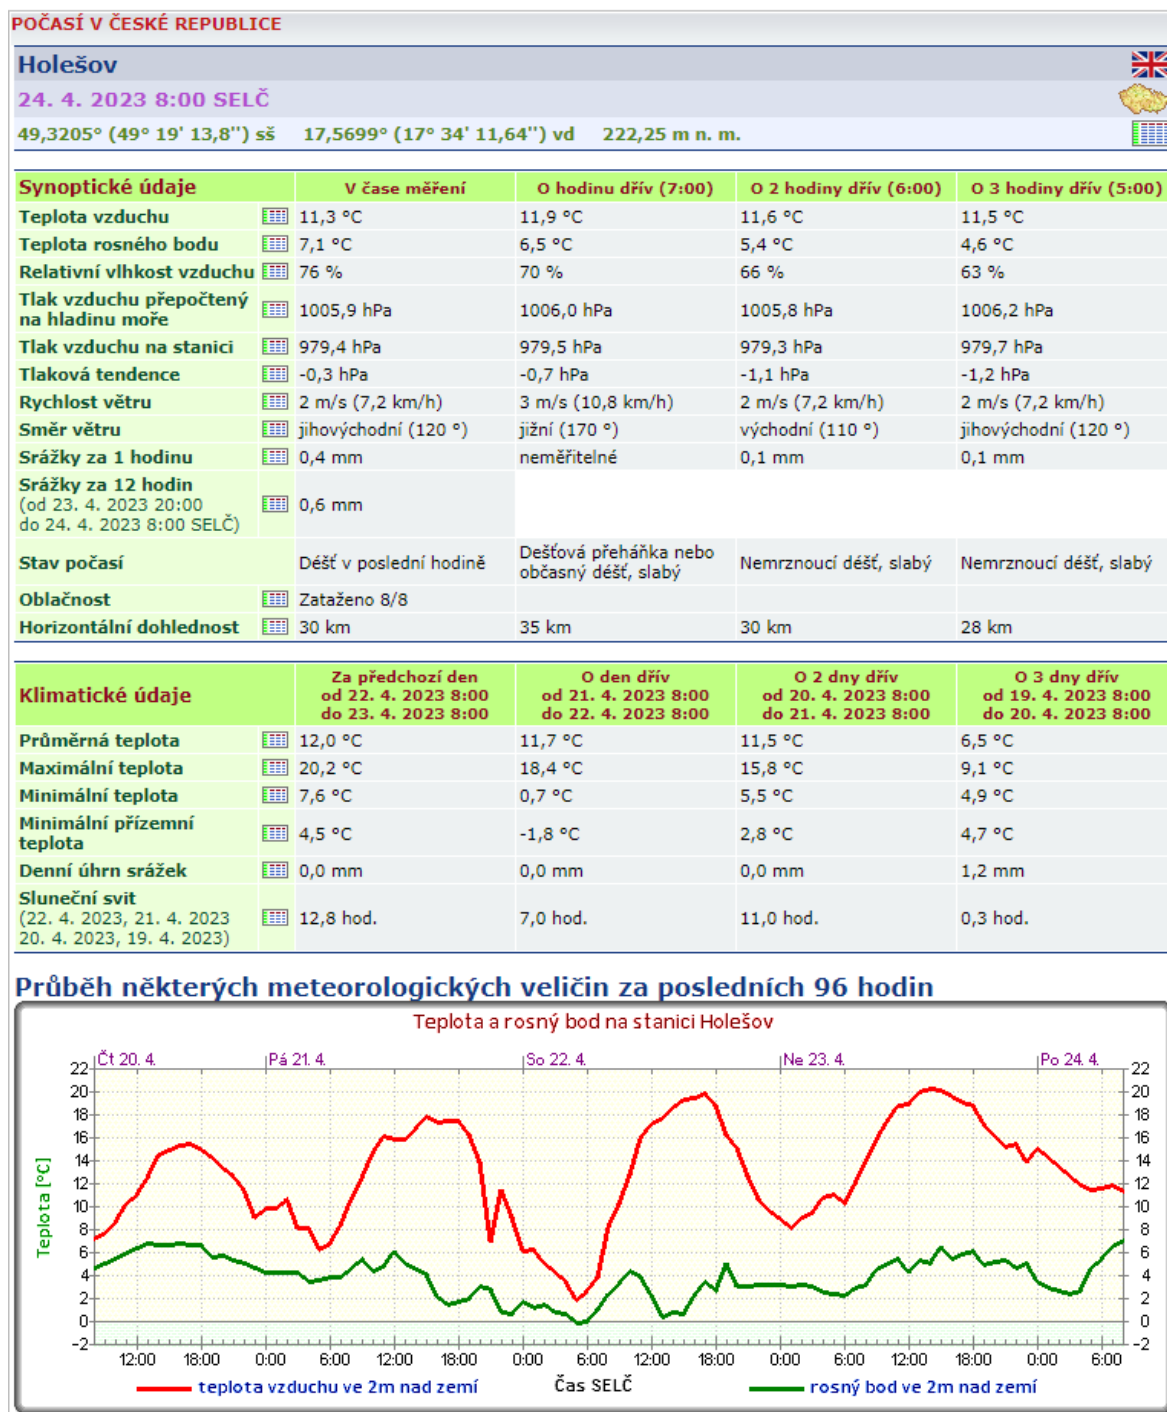 POČASÍ V ČESKÉ REPUBLICE
Holešov
24. 4. 2023 8:00 SELČ
49,3205° (49° 19' 13,8'') sš 17,5699° (17° 34' 11,64'') vd 222,25 m n. m.
Synoptické údaje V čase měření O hodinu dřív (7:00) O 2 hodiny dřív (6:00) O 3 hodiny dřív (5:00)
Teplota vzduchu 11,3 °C 11,9 °C 11,6 °C 11,5 °C
Teplota rosného bodu 7,1 °C 6,5 °C 5,4 °C 4,6 °C
Relativní vlhkost vzduchu 76 % 70 % 66 % 63 %
Tlak vzduchu přepočtený
na hladinu moře 1005,9 hPa 1006,0 hPa 1005,8 hPa 1006,2 hPa
Tlak vzduchu na stanici 979,4 hPa 979,5 hPa 979,3 hPa 979,7 hPa
Tlaková tendence -0,3 hPa -0,7 hPa -1,1 hPa -1,2 hPa
Rychlost větru 2 m/s (7,2 km/h) 3 m/s (10,8 km/h) 2 m/s (7,2 km/h) 2 m/s (7,2 km/h)
Směr větru jihovýchodní (120 °) jižní (170 °) východní (110 °) jihovýchodní (120 °)
Srážky za 1 hodinu 0,4 mm neměřitelné 0,1 mm 0,1 mm
Srážky za 12 hodin
(od 23. 4. 2023 20:00 0,6 mm
do 24. 4. 2023 8:00 SELČ)
Stav počasí Déšť v poslední hodině Dešťová přeháňka nebo občasný déšť, slabý Nemrznoucí déšť, slabý Nemrznoucí déšť, slabý
Oblačnost Zataženo 8/8
Horizontální dohlednost 30 km 35 km 30 km 28 km
Klimatické údaje
Za předchozí den O den dřív O 2 dny dřív O 3 dny dřív
od 22. 4. 2023 8:00 od 21. 4. 2023 8:00 od 20. 4. 2023 8:00 od 19. 4. 2023 8:00
do 23. 4. 2023 8:00 do 22. 4. 2023 8:00 do 21. 4. 2023 8:00 do 20. 4. 2023 8:00
Průměrná teplota 12,0 °C 11,7 °C 11,5 °C 6,5 °C
Maximální teplota 20,2 °C 18,4 °C 15,8 °C 9,1 °C
Minimální teplota 7,6 °C 0,7 °C 5,5 °C 4,9 °C
Minimální přízemní
teplota 4,5 °C -1,8 °C 2,8 °C 4,7 °C
Denní úhrn srážek 0,0 mm 0,0 mm 0,0 mm 1,2 mm
Sluneční svit
(22. 4. 2023, 21. 4. 2023 12,8 hod. 7,0 hod. 11,0 hod. 0,3 hod.
20. 4. 2023, 19. 4. 2023)
Průběh některých meteorologických veličin za posledních 96 hodin
Teplota a rosný bod na stanici Holešov
Čt 20. 4. Pá 21. 4. So 22. 4. Ne 23. 4. Po 24. 4.
22 22
20 20
18 18
16 16
14 14
12 12
10 10
8 8
6 6
4 4
2 2
0 0
-2 -2
Teplota [°C]
12:00 18:00 0:00 6:00 12:00 18:00 0:00 6:00 12:00 18:00 0:00 6:00 12:00 18:00 0:00 6:00
teplota vzduchu ve 2m nad zemí Čas SELČ rosný bod ve 2m nad zemí